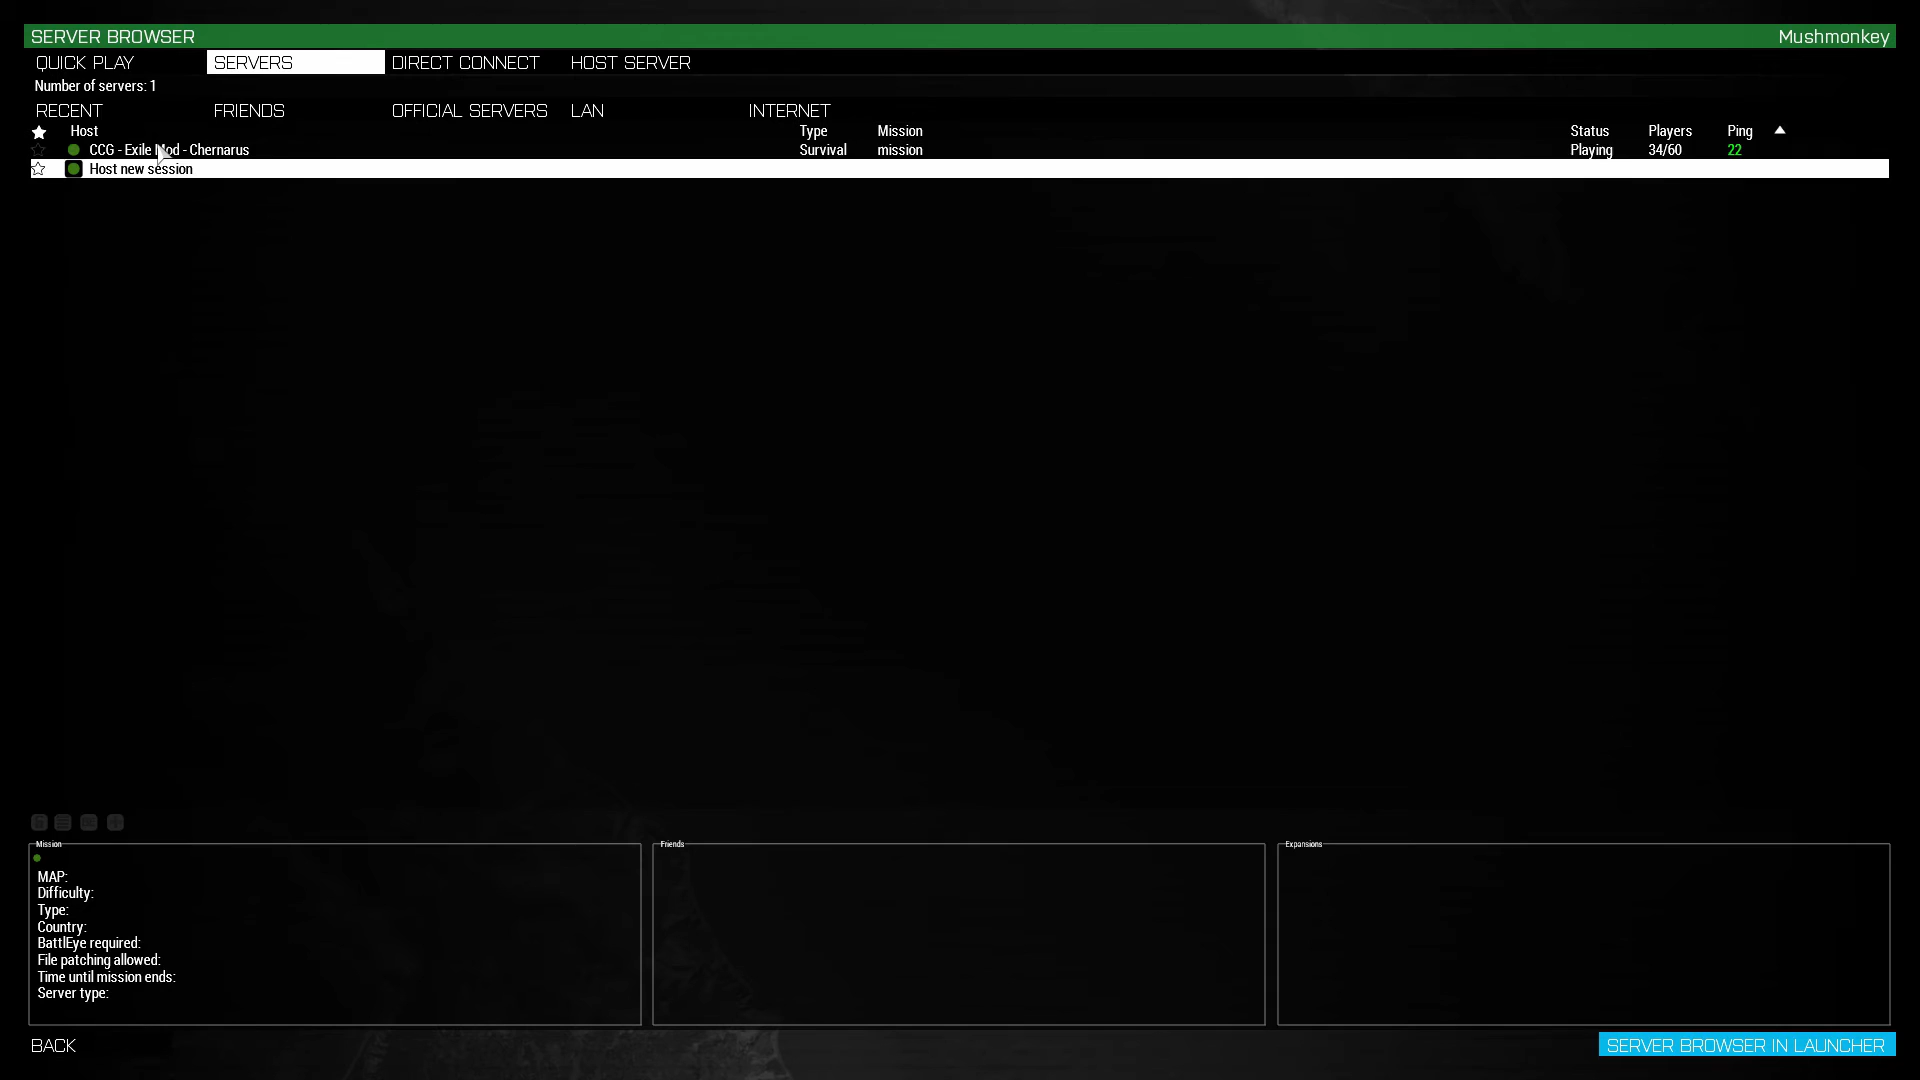 SERVER BROWSER Mushmonkey
QUICK PLAY SERVERS DIRECT CONNECT HOST SERVER
Number of servers: 1
RECENT FRIENDS OFFICIAL SERVERS LAN INTERNET
Host Type Mission Status Players Ping
CCG - Exile Mod - Chernarus Survival mission Playing 34/60 22
Host new session
Mission Friends Expansions
MAP:
Difficulty:
Type:
Country:
BattlEye required:
File patching allowed:
Time until mission ends:
Server type:
BACK SERVER BROWSER IN LAUNCHER